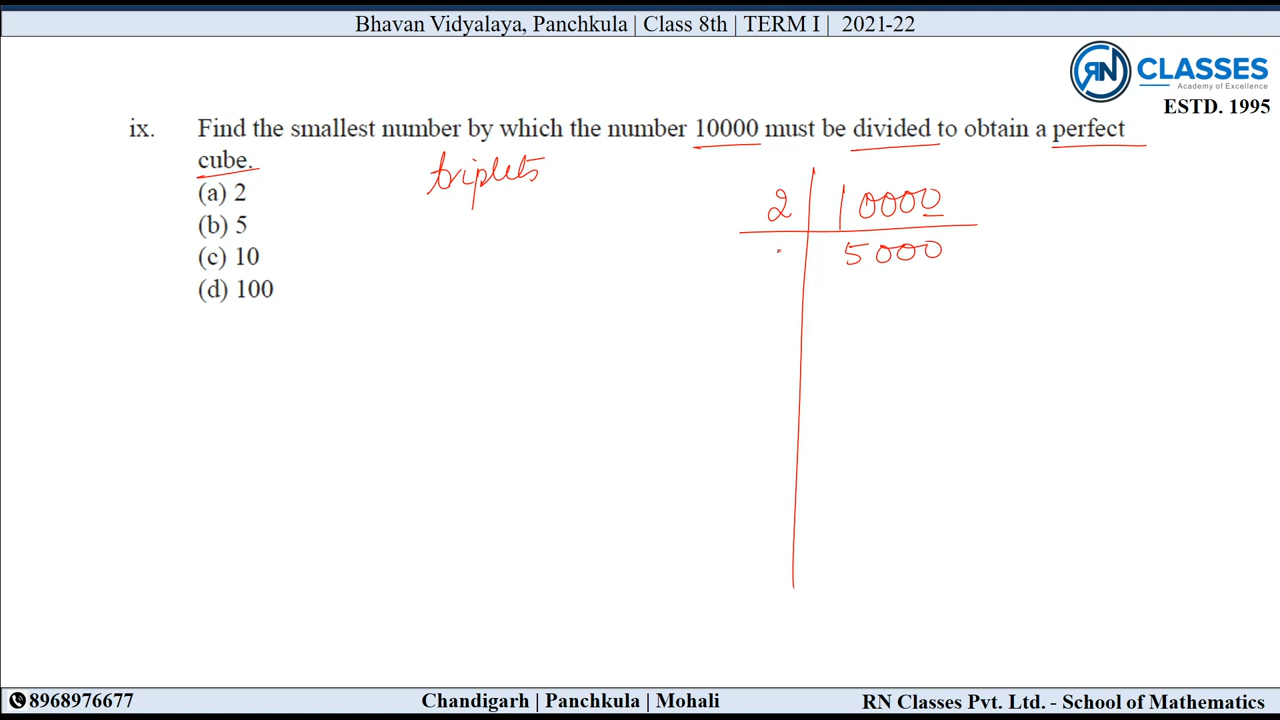 Bhavan Vidyalaya, Panchkula | Class 8th | TERM I | 2021-22
RN CLASSES
Academy of Excellence
ESTD. 1995
ix. Find the smallest number by which the number 10000 must be divided to obtain a perfect
cube.
triplets
(a) 2
(b) 5
(c) 10
(d) 100
2 10000
5000
8968976677 Chandigarh | Panchkula | Mohali RN Classes Pvt. Ltd. - School of Mathematics